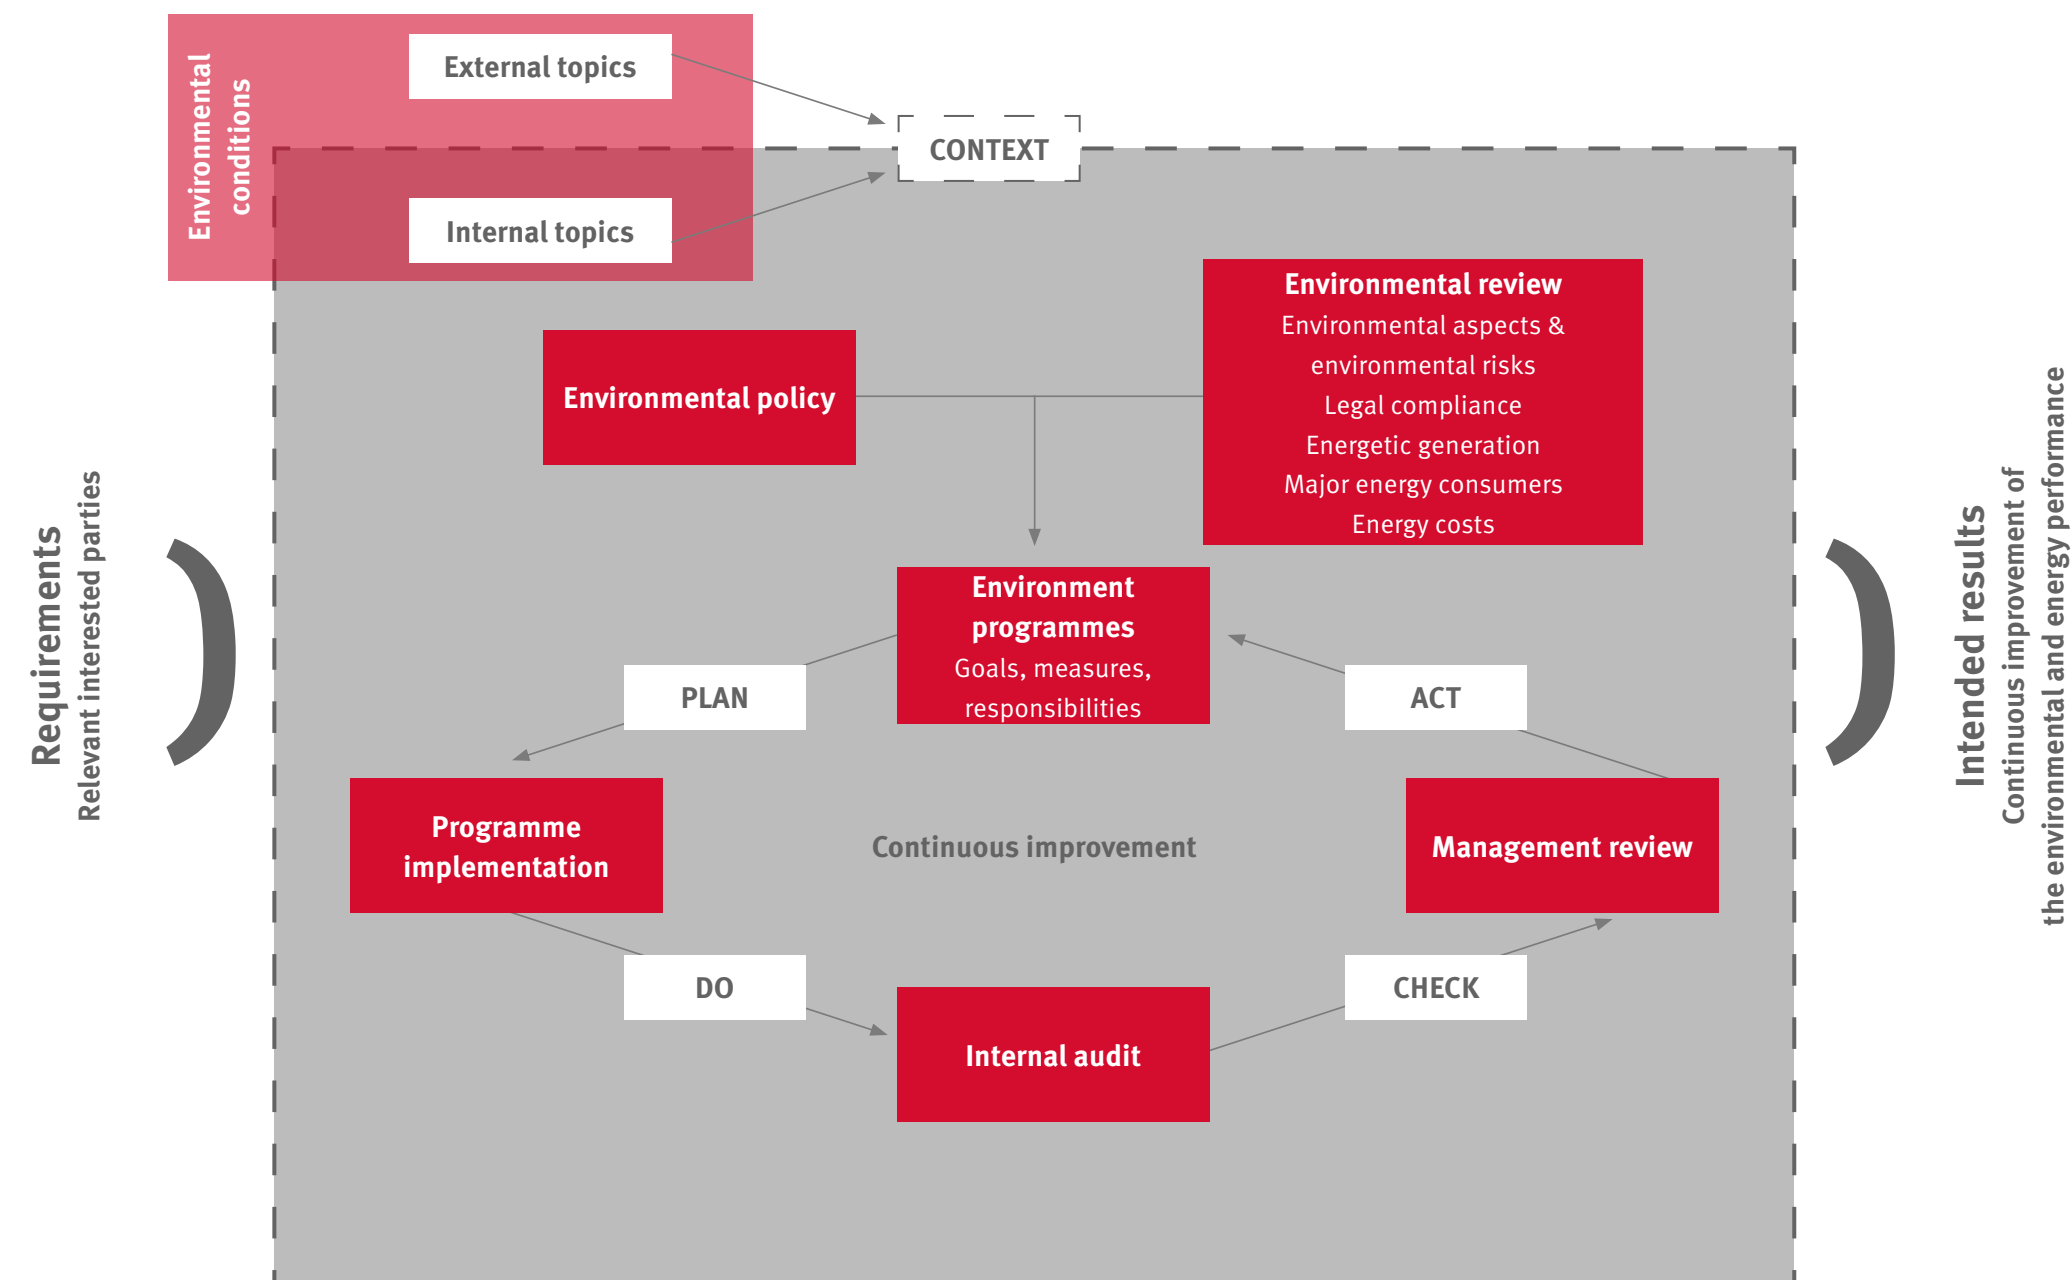 Environmental
conditions
External topics
CONTEXT
Internal topics
Environmental review
Environmental aspects &
environmental risks
Legal compliance
Energetic generation
Major energy consumers
Energy costs
Environmental policy
Requirements
Relevant interested parties
Environment
programmes
Goals, measures,
responsibilities
PLAN
ACT
Programme
implementation
Continuous improvement
Management review
DO
CHECK
Internal audit
Intended results
Continuous improvement of
the environmental and energy performance